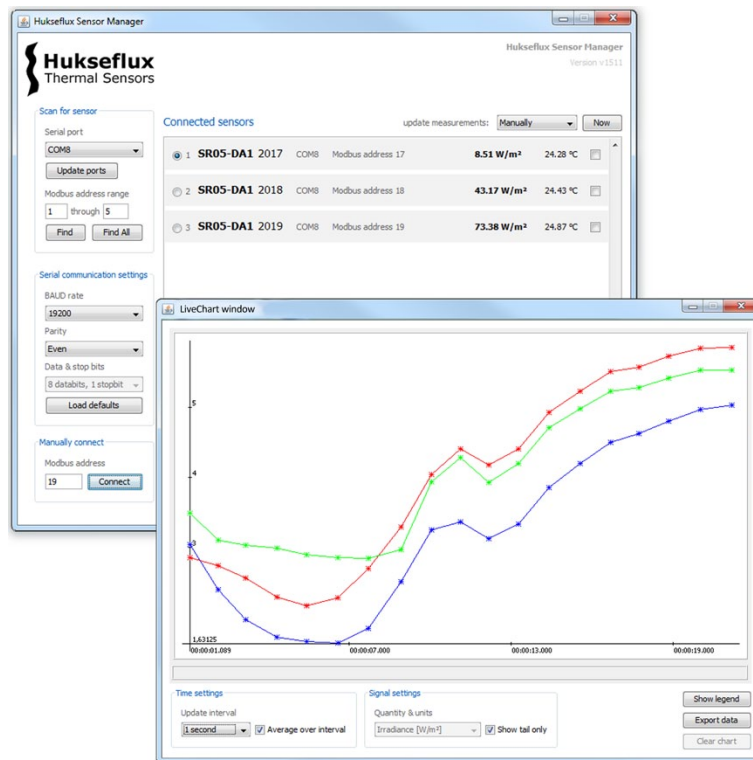 Hukseflux Sensor Manager
Hukseflux
Thermal Sensors
Hukseflux Sensor Manager
Version v1511
Scan for sensor
Serial port
COM8
Update ports
Modbus address range
1 through 5
Find Find All
Connected sensors
update measurements: Manually Now
1 SR05-DA1 2017 COM8 Modbus address 17 8.51 W/m² 24.28 ºC
2 SR05-DA1 2018 COM8 Modbus address 18 43.17 W/m² 24.43 ºC
3 SR05-DA1 2019 COM8 Modbus address 19 73.38 W/m² 24.87 ºC
Serial communication settings
BAUD rate
19200
Parity
Even
Data & stop bits
8 databits, 1 stopbit
Load defaults
Manually connect
Modbus address
19 Connect
LiveChart window
5
4
3
1,63125
00:00:01.089 00:00:07.000 00:00:13.000 00:00:19.000
Time settings
Update interval
1 second Average over interval
Signal settings
Quantity & units
Irradiance [W/m²] Show tail only
Show legend
Export data
Clear chart